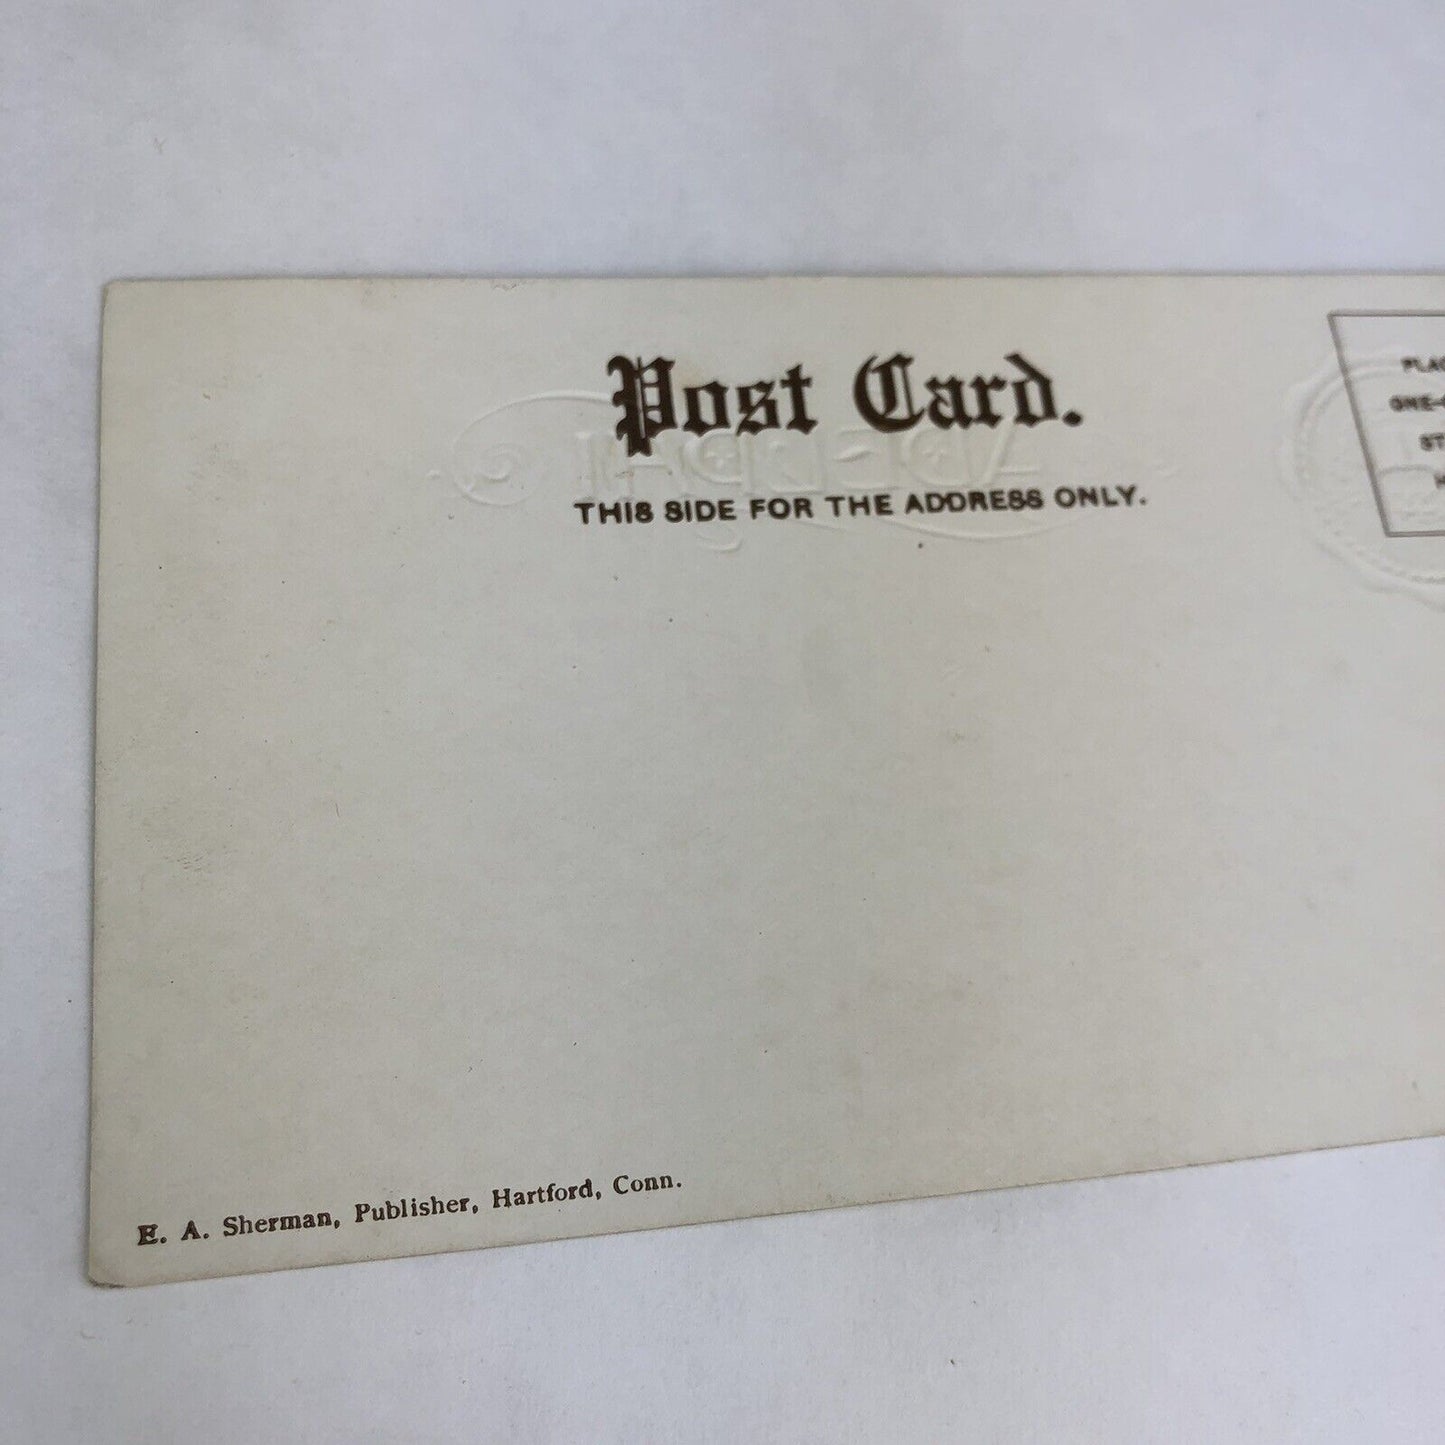 Post Card.
THIS SIDE FOR THE ADDRESS ONLY.
E. A. Sherman, Publisher, Hartford, Conn.